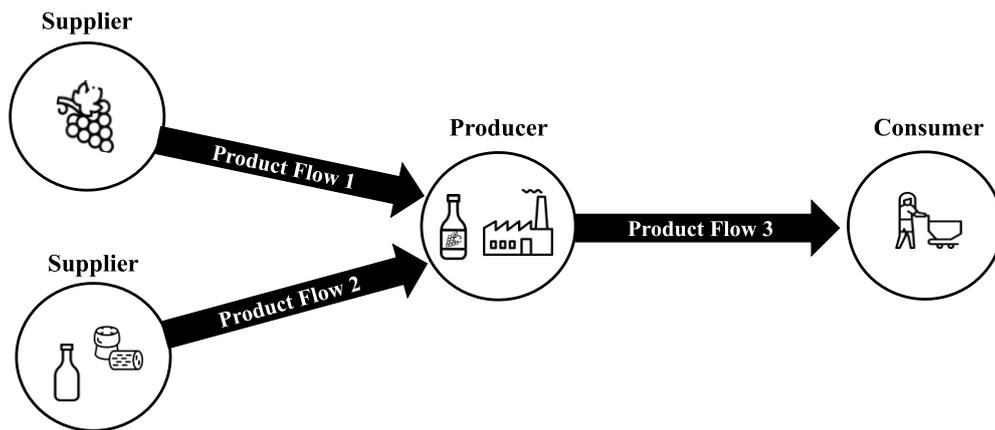 Supplier
Product Flow 1
Producer
Consumer
Product Flow 3
Supplier
Product Flow 2